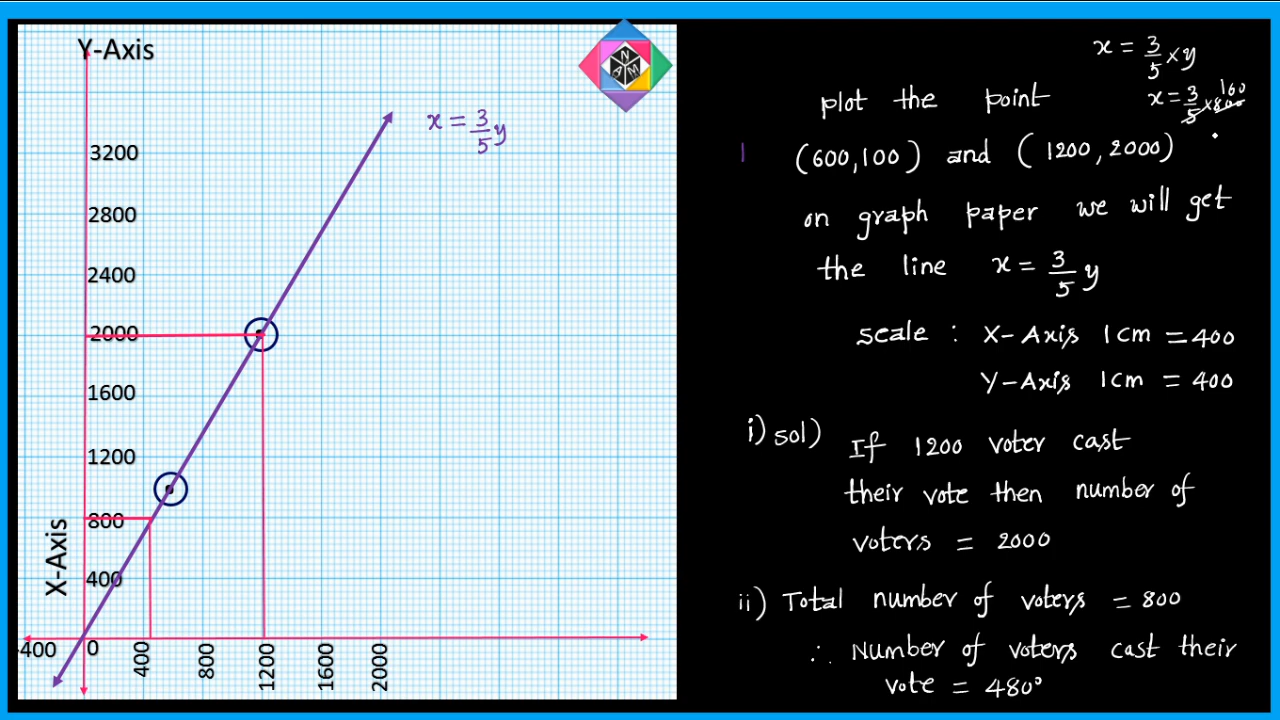 Y-Axis
x = 3/5 y
3200
2800
2400
2000
1600
1200
800
400
X-Axis
-400 0 400 800 1200 1600 2000
N
A M
x = 3/5 × y
x = 3/5 × 800 160
plot the point
(600,100) and (1200,2000)
on graph paper we will get
the line x = 3/5 y
scale : X-Axis 1cm = 400
Y-Axis 1cm = 400
i) sol) If 1200 voter cast
their vote then number of
voters = 2000
ii) Total number of voters = 800
∴ Number of voters cast their
vote = 480